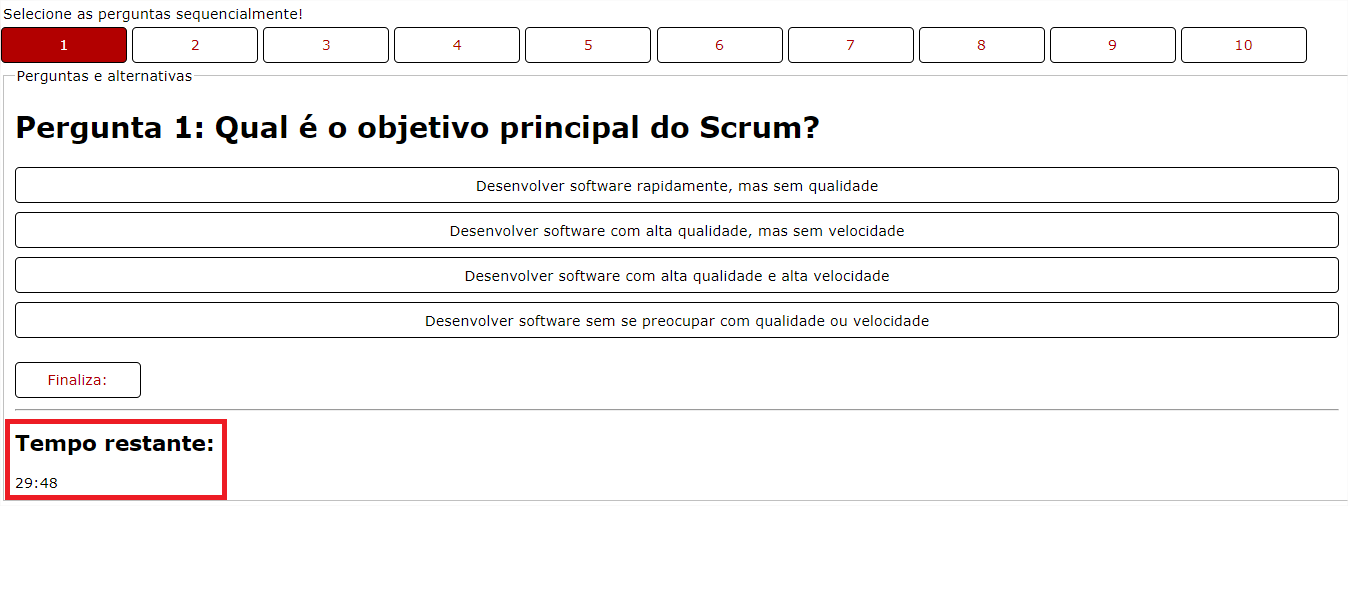 Selecione as perguntas sequencialmente!
1 2 3 4 5 6 7 8 9 10
Perguntas e alternativas
Pergunta 1: Qual é o objetivo principal do Scrum?
Desenvolver software rapidamente, mas sem qualidade
Desenvolver software com alta qualidade, mas sem velocidade
Desenvolver software com alta qualidade e alta velocidade
Desenvolver software sem se preocupar com qualidade ou velocidade
Finaliza:
Tempo restante:
29:48